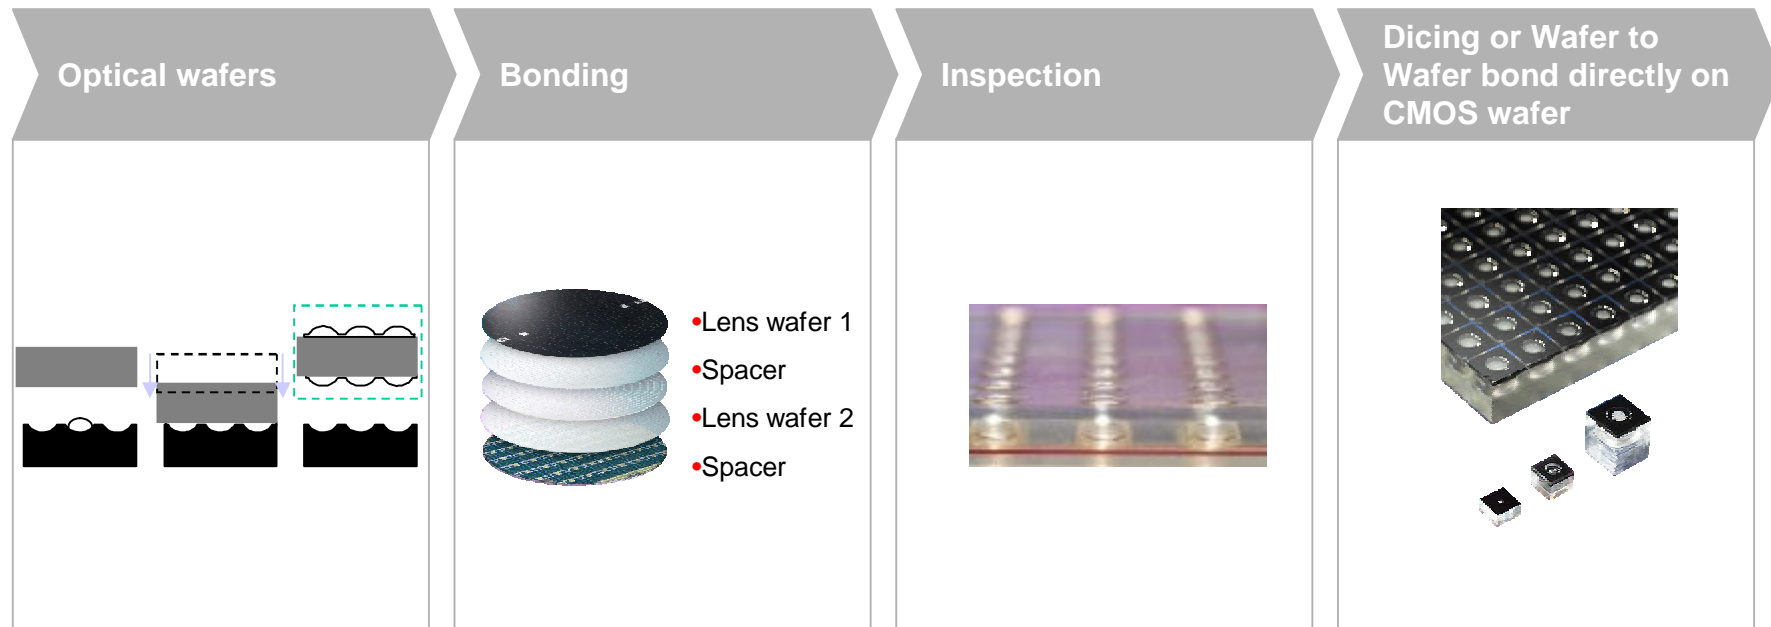 Optical wafers
Bonding
Inspection
Dicing or Wafer to
Wafer bond directly on
CMOS wafer
•Lens wafer 1
•Spacer
•Lens wafer 2
•Spacer